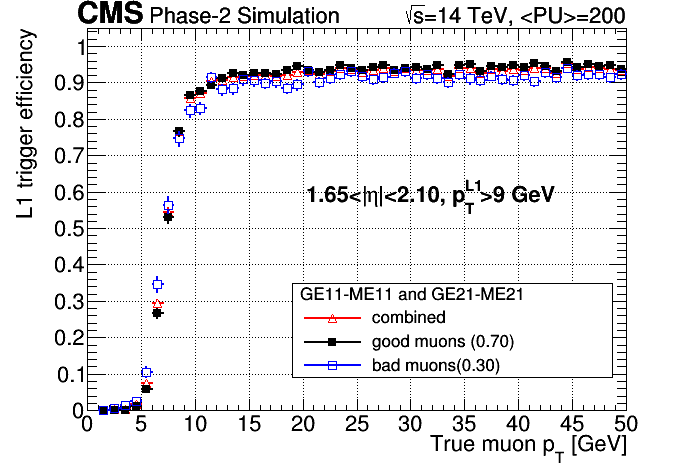 CMS Phase-2 Simulation √s=14 TeV, <PU>=200
L1 trigger efficiency
1
0.9
0.8
0.7
0.6
0.5
0.4
0.3
0.2
0.1
0
1.65<|η|<2.10, p_T^L1>9 GeV
GE11-ME11 and GE21-ME21
combined
good muons (0.70)
bad muons(0.30)
0 5 10 15 20 25 30 35 40 45 50
True muon p_T [GeV]